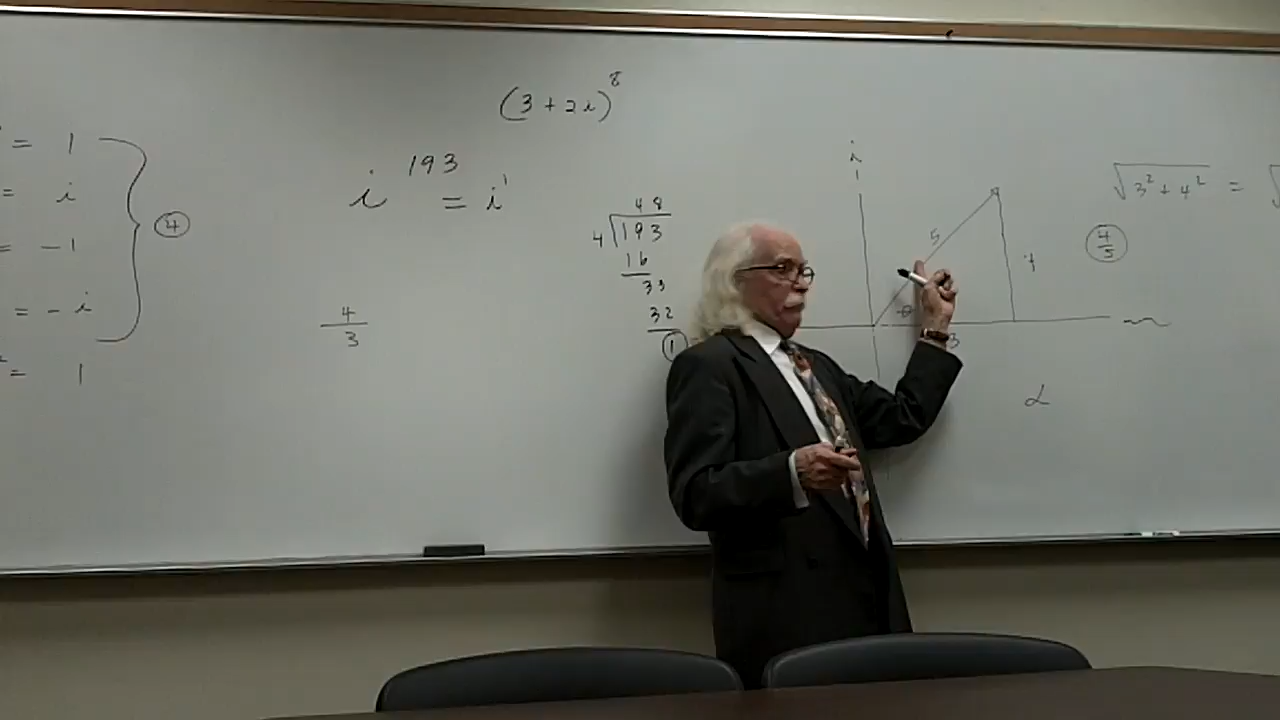 (3 + 2i)^8
= 1
= i
= -1
= -i
= 1
④
i^193 = i^1
4/3
48
4 193
16
33
32
①
i
5
4
θ
3
α
√3² + 4² =
4/5